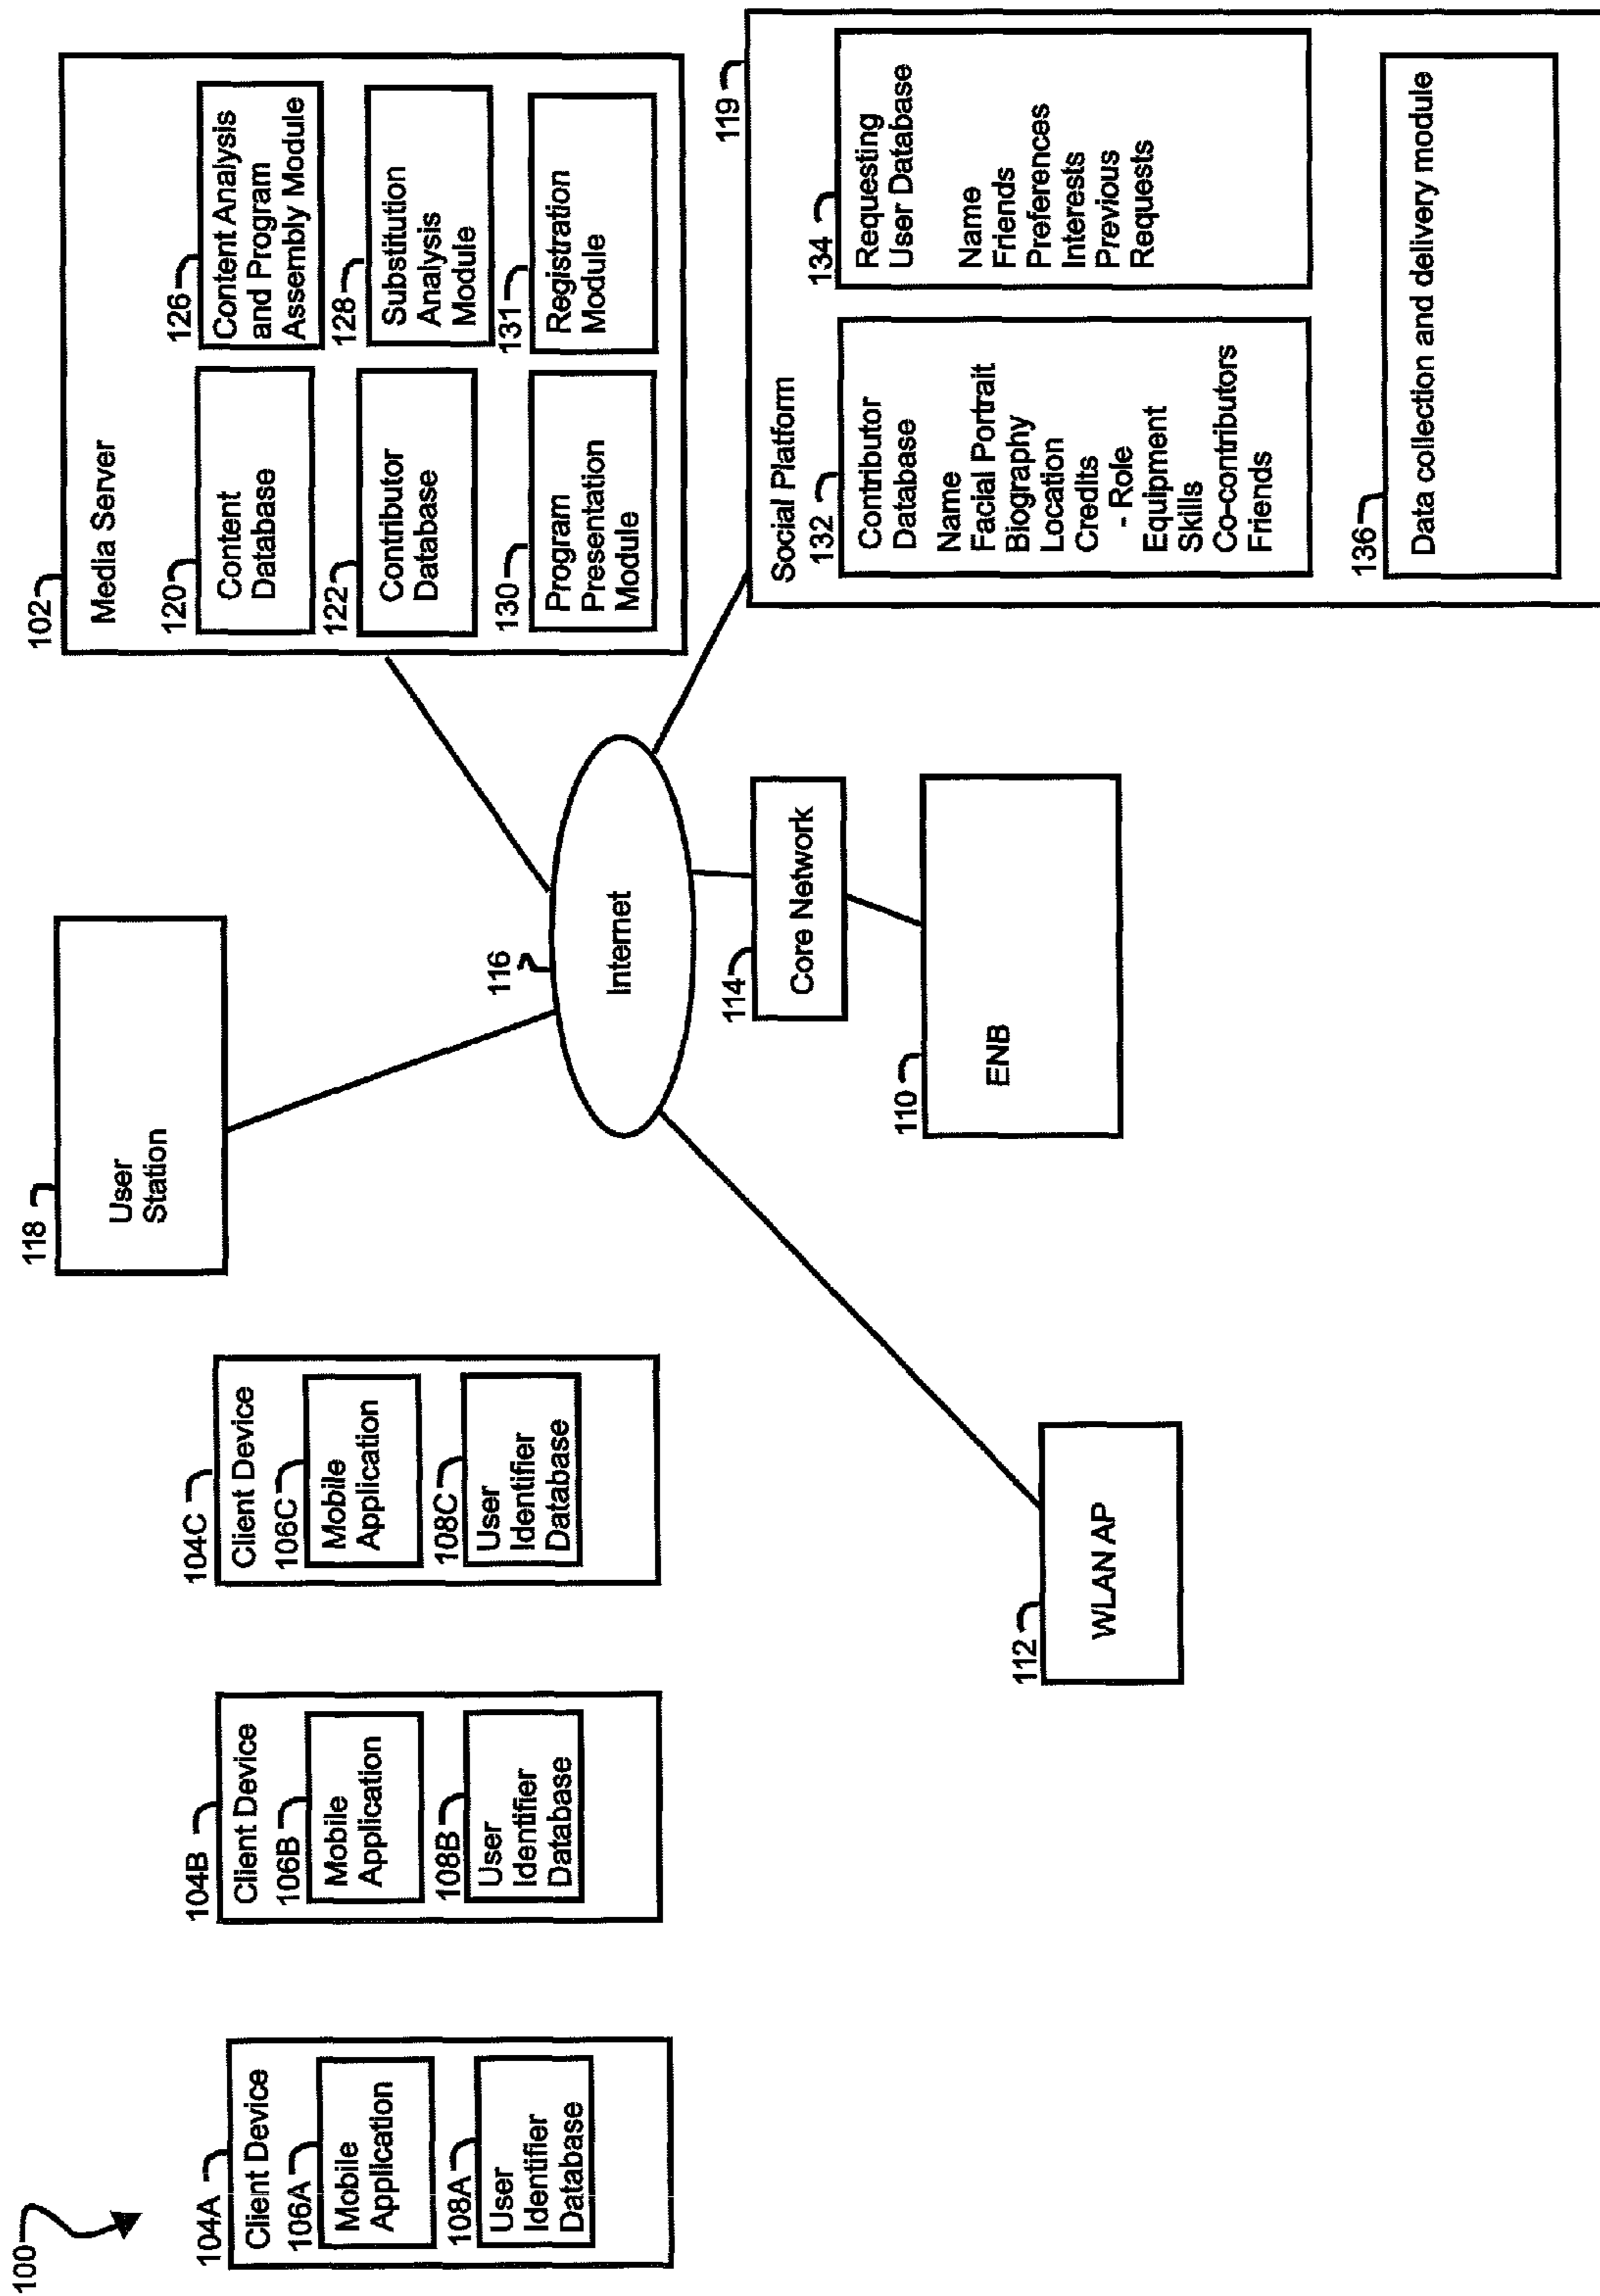 100
104A
Client Device
106A
Mobile
Application
108A
User
Identifier
Database
104B
Client Device
106B
Mobile
Application
108B
User
Identifier
Database
104C
Client Device
106C
Mobile
Application
108C
User
Identifier
Database
118
User
Station
102
Media Server
120
Content
Database
126
Content Analysis
and Program
Assembly Module
122
Contributor
Database
128
Substitution
Analysis
Module
130
Program
Presentation
Module
131
Registration
Module
116
Internet
112
WLAN AP
114
Core Network
110
ENB
119
Social Platform
132
Contributor
Database
Name
Facial Portrait
Biography
Location
Credits
- Role
Equipment
Skills
Co-contributors
Friends
134
Requesting
User Database
Name
Friends
Preferences
Interests
Previous
Requests
136
Data collection and delivery module